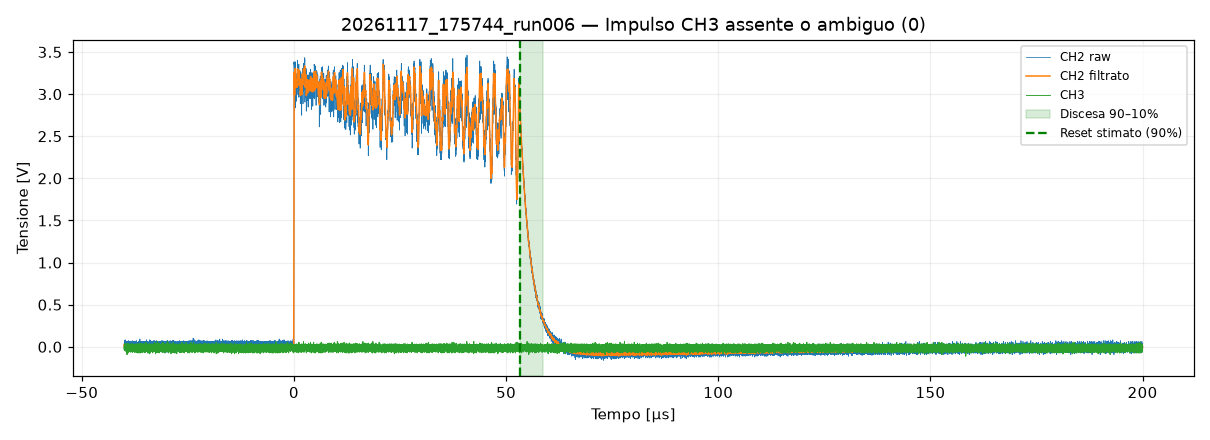 20261117_175744_run006 — Impulso CH3 assente o ambiguo (0)
CH2 raw
CH2 filtrato
CH3
Discesa 90–10%
Reset stimato (90%)
Tensione [V]
3.5
3.0
2.5
2.0
1.5
1.0
0.5
0.0
−50
0
50
100
150
200
Tempo [µs]